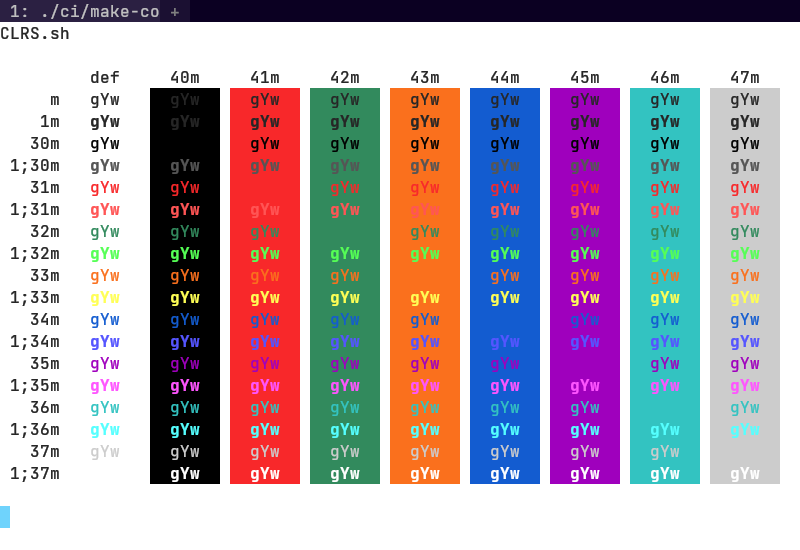 1: ./ci/make-co +
CLRS.sh
def 40m 41m 42m 43m 44m 45m 46m 47m
m gYw gYw gYw gYw gYw gYw gYw gYw gYw
1m gYw gYw gYw gYw gYw gYw gYw gYw gYw
30m gYw gYw gYw gYw gYw gYw gYw gYw
1;30m gYw gYw gYw gYw gYw gYw gYw gYw gYw
31m gYw gYw gYw gYw gYw gYw gYw gYw
1;31m gYw gYw gYw gYw gYw gYw gYw gYw gYw
32m gYw gYw gYw gYw gYw gYw gYw gYw
1;32m gYw gYw gYw gYw gYw gYw gYw gYw gYw
33m gYw gYw gYw gYw gYw gYw gYw gYw
1;33m gYw gYw gYw gYw gYw gYw gYw gYw gYw
34m gYw gYw gYw gYw gYw gYw gYw gYw
1;34m gYw gYw gYw gYw gYw gYw gYw gYw gYw
35m gYw gYw gYw gYw gYw gYw gYw gYw
1;35m gYw gYw gYw gYw gYw gYw gYw gYw gYw
36m gYw gYw gYw gYw gYw gYw gYw gYw
1;36m gYw gYw gYw gYw gYw gYw gYw gYw gYw
37m gYw gYw gYw gYw gYw gYw gYw gYw
1;37m gYw gYw gYw gYw gYw gYw gYw gYw